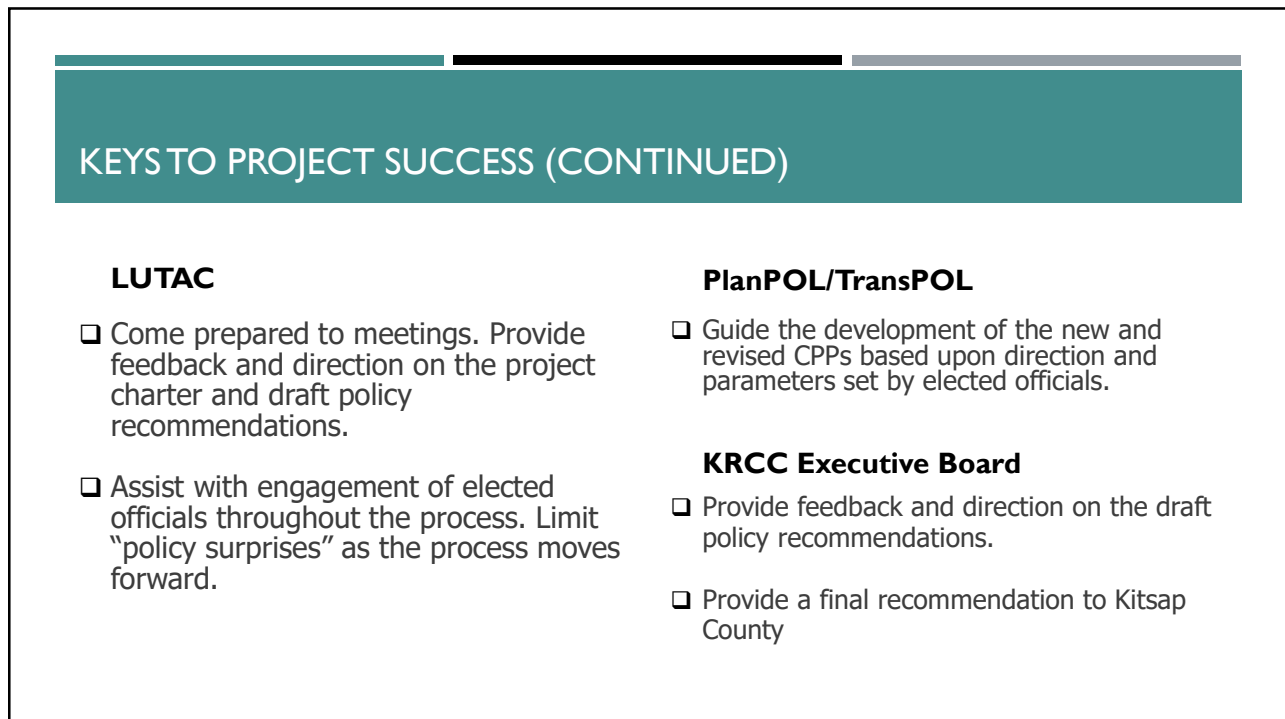 KEYS TO PROJECT SUCCESS (CONTINUED)
LUTAC
❑ Come prepared to meetings. Provide
feedback and direction on the project
charter and draft policy
recommendations.
❑ Assist with engagement of elected
officials throughout the process. Limit
“policy surprises” as the process moves
forward.
PlanPOL/TransPOL
❑ Guide the development of the new and
revised CPPs based upon direction and
parameters set by elected officials.
KRCC Executive Board
❑ Provide feedback and direction on the draft
policy recommendations.
❑ Provide a final recommendation to Kitsap
County